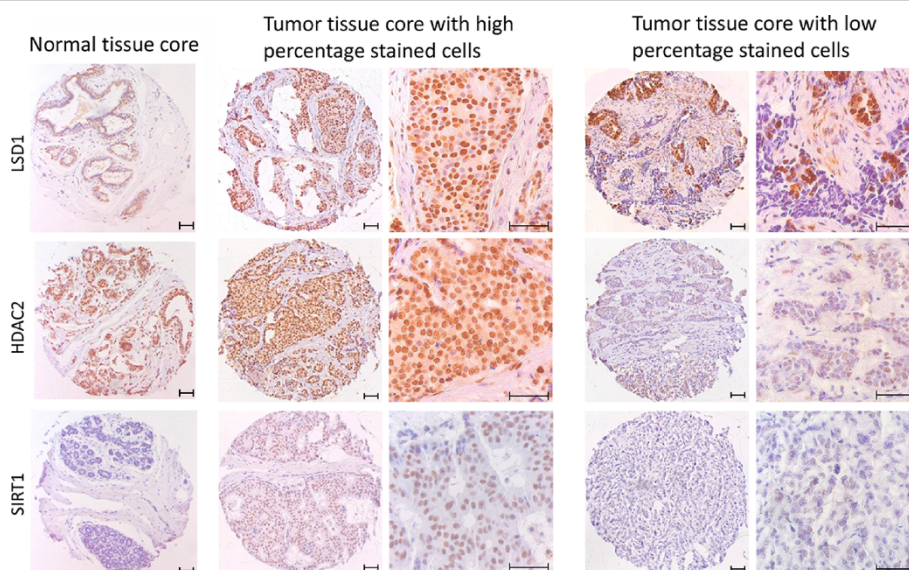 Normal tissue core
Tumor tissue core with high
percentage stained cells
Tumor tissue core with low
percentage stained cells
LSD1
HDAC2
SIRT1